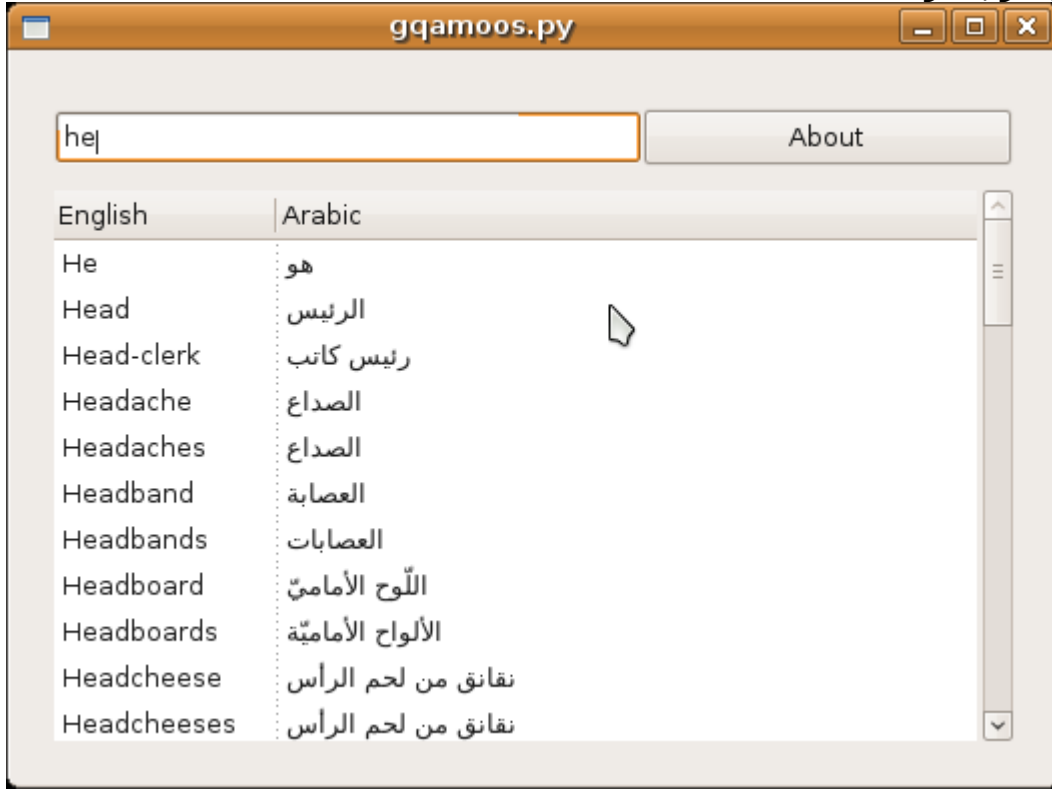 gqamoos.py
he
About
English Arabic
He هو
Head الرئيس
Head-clerk رئيس كاتب
Headache الصداع
Headaches الصداع
Headband العصابة
Headbands العصابات
Headboard اللّوح الأماميّ
Headboards الألواح الأماميّة
Headcheese نقانق من لحم الرأس
Headcheeses نقانق من لحم الرأس